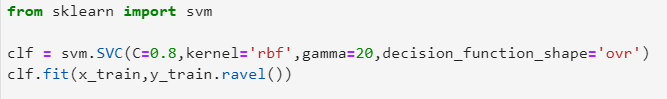 from sklearn import svm
clf = svm.SVC(C=0.8,kernel='rbf',gamma=20,decision_function_shape='ovr')
clf.fit(x_train,y_train.ravel())